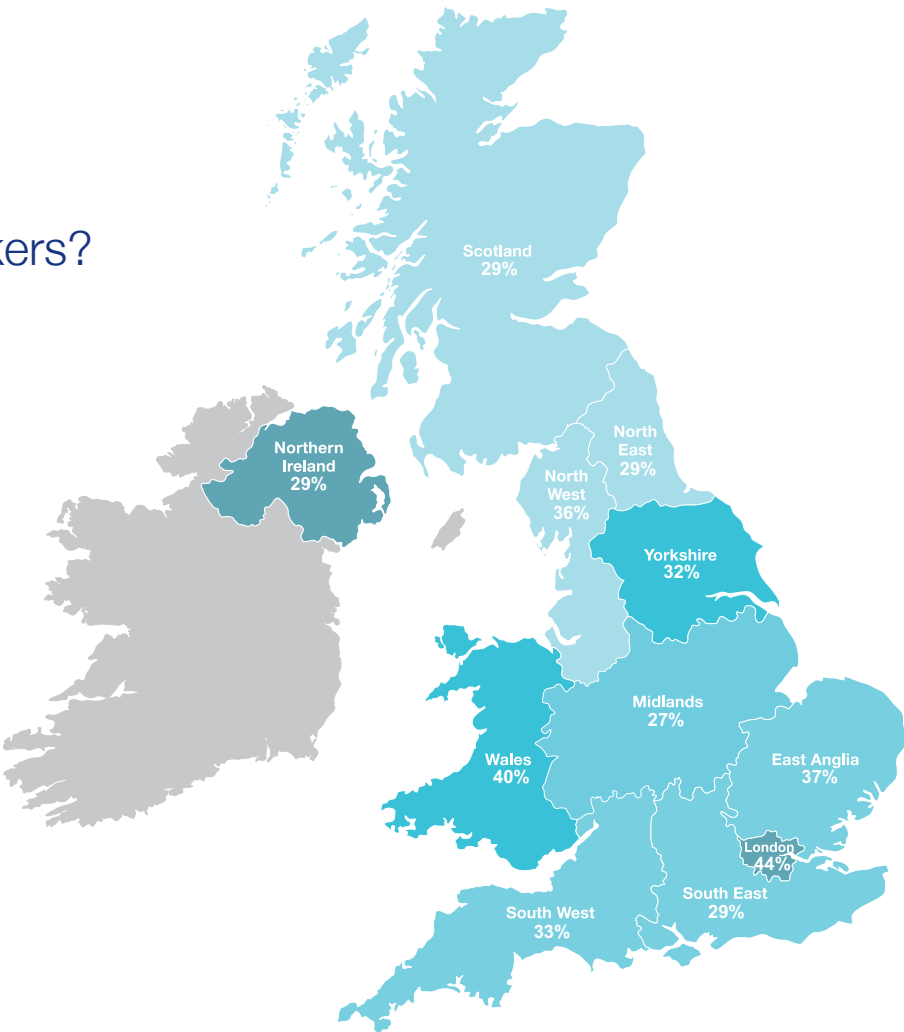 Scotland
29%
North
East
29%
Northern
Ireland
29%
North
West
36%
Yorkshire
32%
Midlands
27%
Wales
40%
East Anglia
37%
London
44%
South East
29%
South West
33%